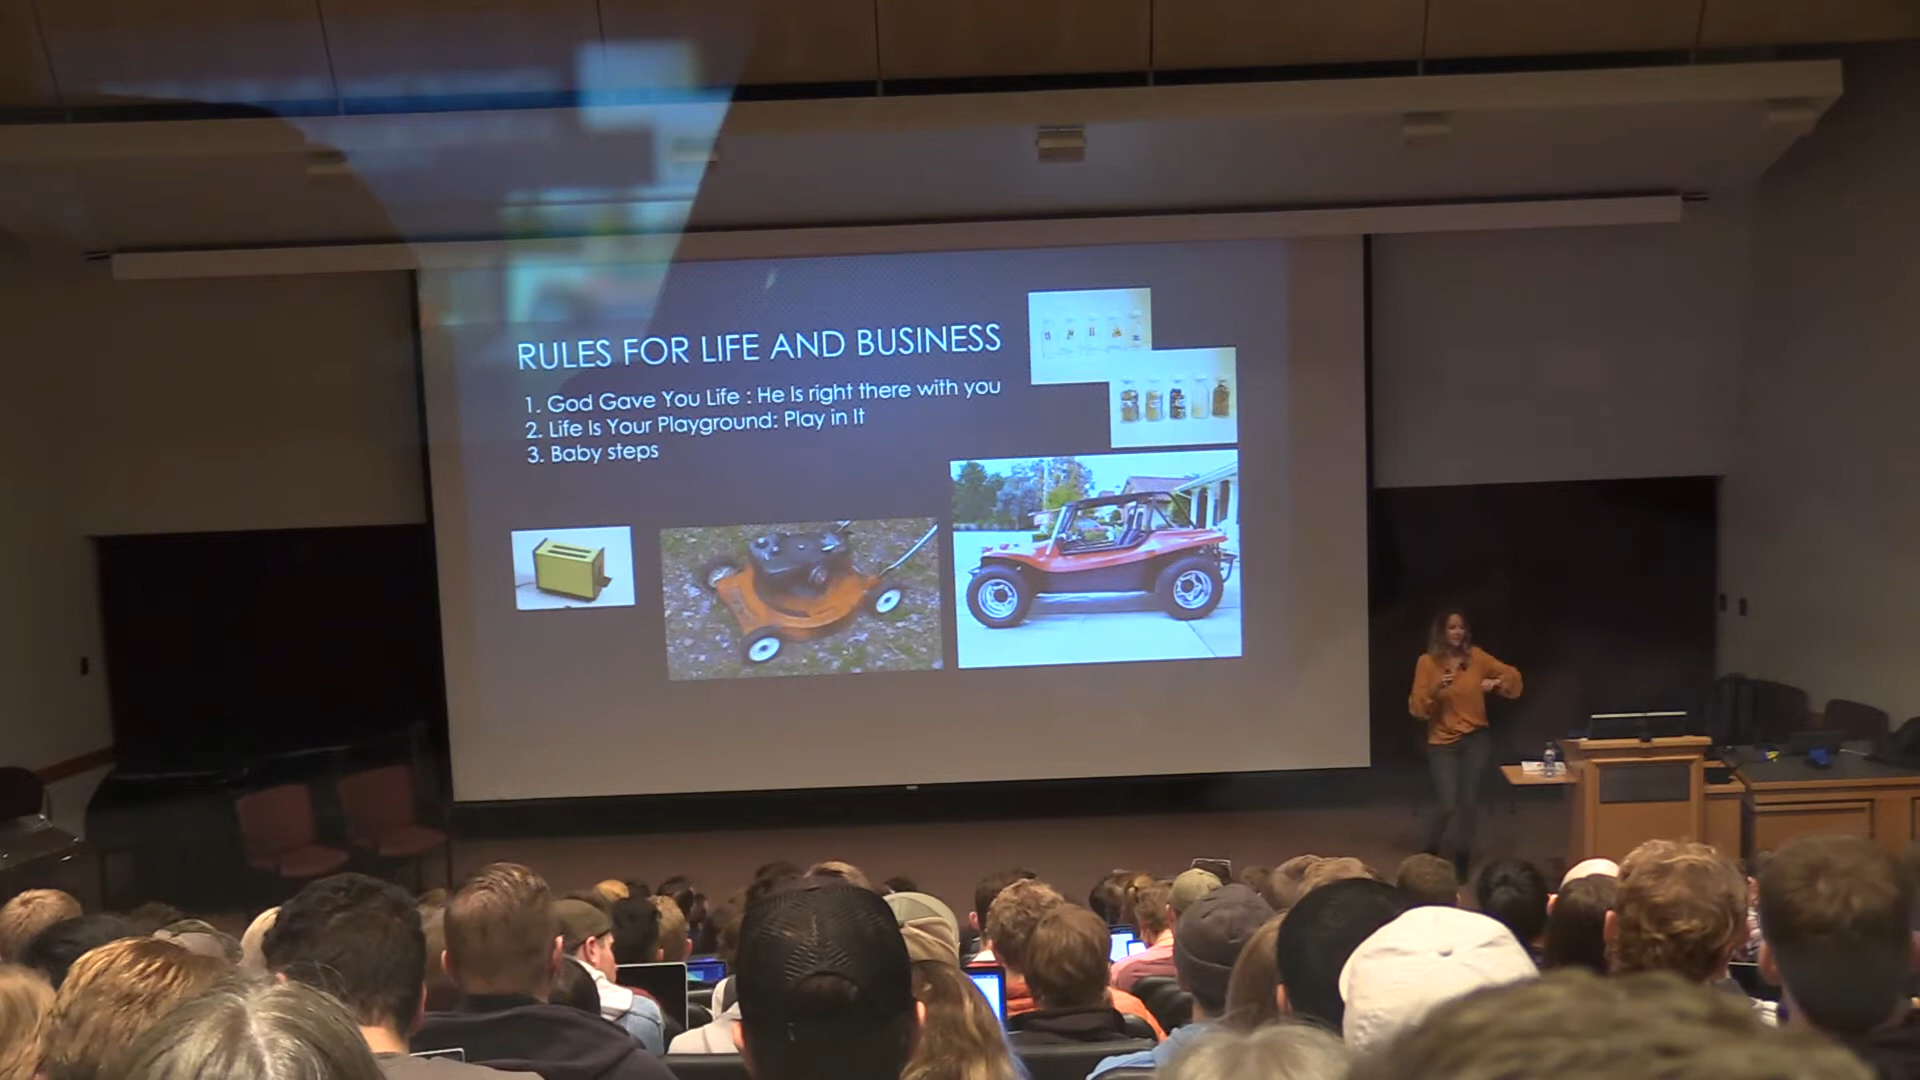 RULES FOR LIFE AND BUSINESS
1. God Gave You Life : He Is right there with you
2. Life Is Your Playground: Play in It
3. Baby steps